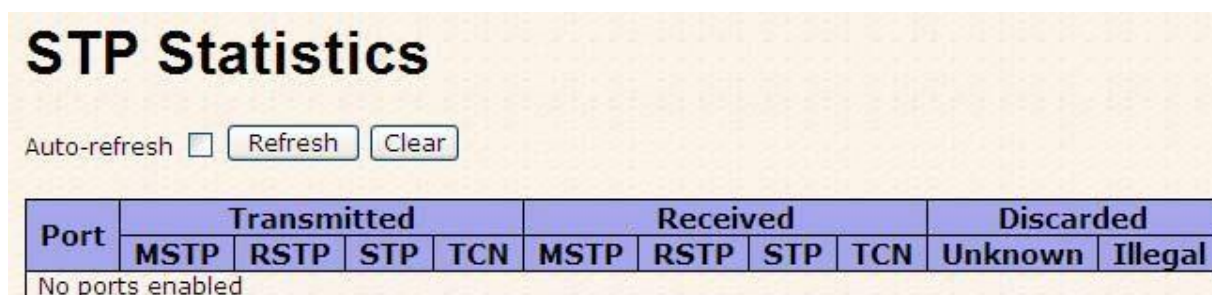 STP Statistics
Auto-refresh Refresh Clear
Port Transmitted Received Discarded
MSTP RSTP STP TCN MSTP RSTP STP TCN Unknown Illegal
No ports enabled